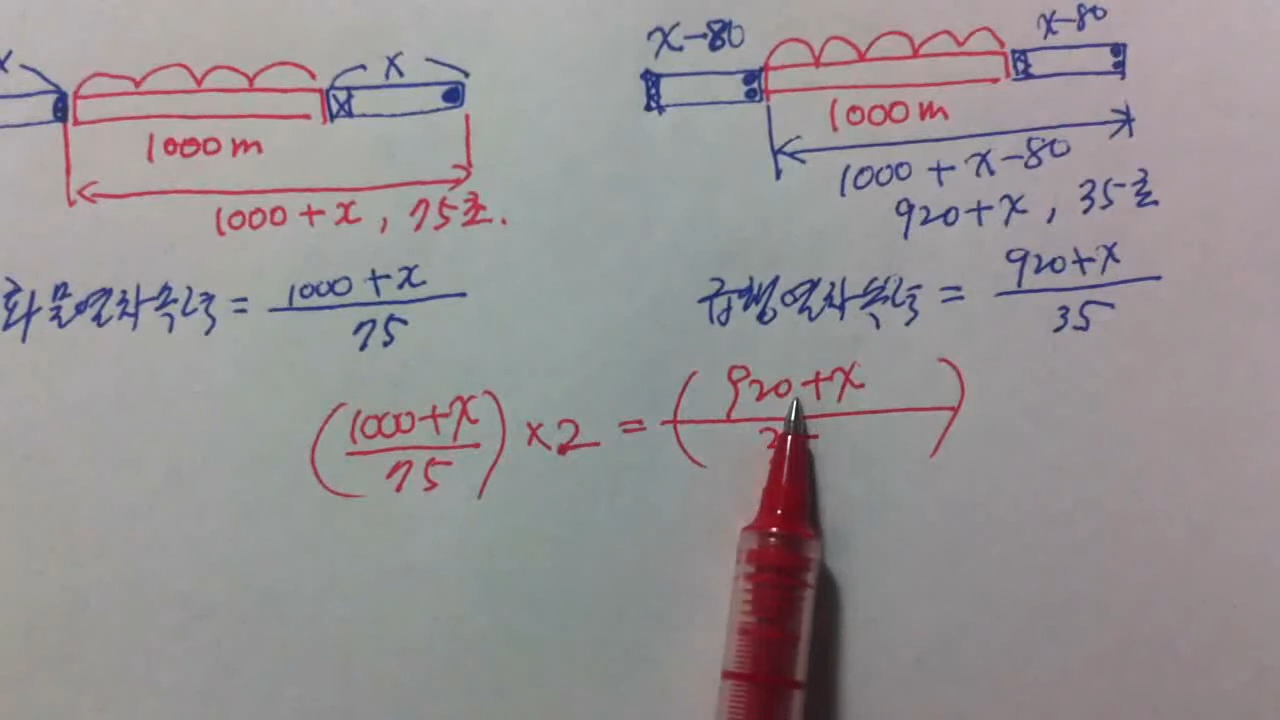 x
x
1000m
1000+x, 75초.
화물열차속력 = 1000+x / 75
x-80
x-80
1000m
1000+x-80
920+x, 35초
급행열차속력 = 920+x / 35
(1000+x / 75) ×2 = (920+x / )